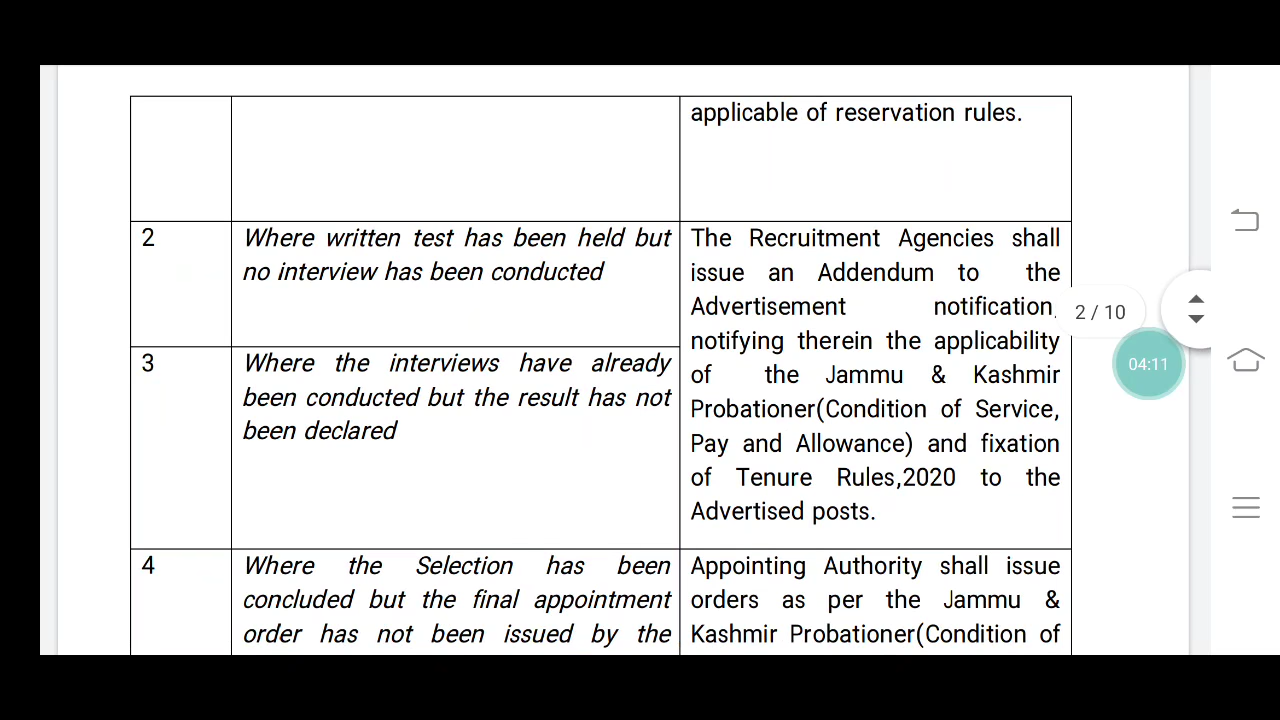 applicable of reservation rules.
2
Where written test has been held but
no interview has been conducted
The Recruitment Agencies shall
issue an Addendum to the
Advertisement notification,
notifying therein the applicability
of the Jammu & Kashmir
Probationer(Condition of Service,
Pay and Allowance) and fixation
of Tenure Rules,2020 to the
Advertised posts.
3
Where the interviews have already
been conducted but the result has not
been declared
4
Where the Selection has been
concluded but the final appointment
order has not been issued by the
Appointing Authority shall issue
orders as per the Jammu &
Kashmir Probationer(Condition of
2 / 10
04:11